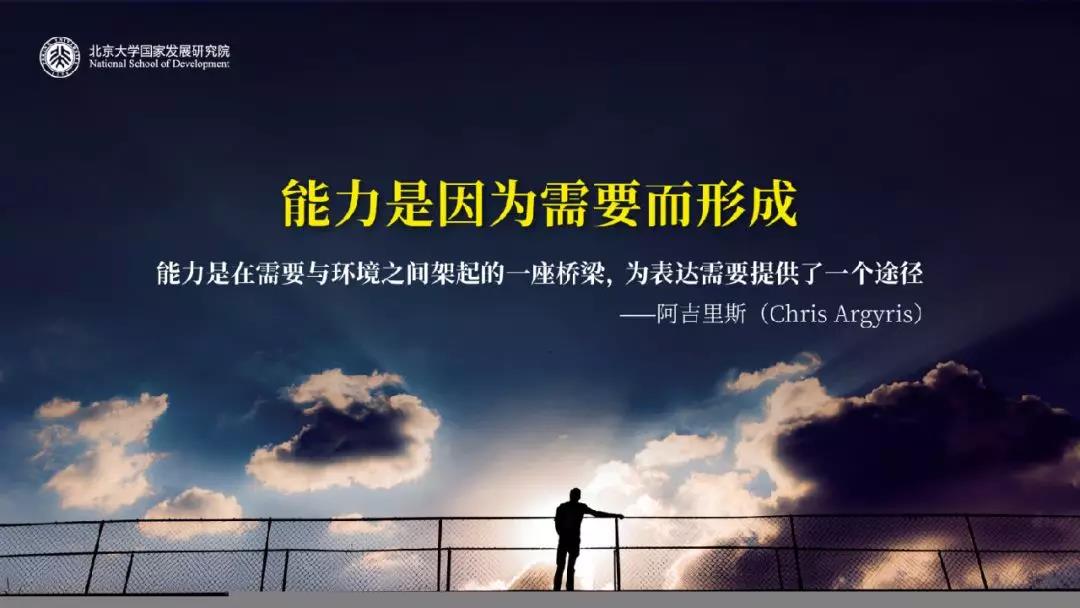 北京大学国家发展研究院
National School of Development
能力是因为需要而形成
能力是在需要与环境之间架起的一座桥梁，为表达需要提供了一个途径
——阿吉里斯（Chris Argyris）